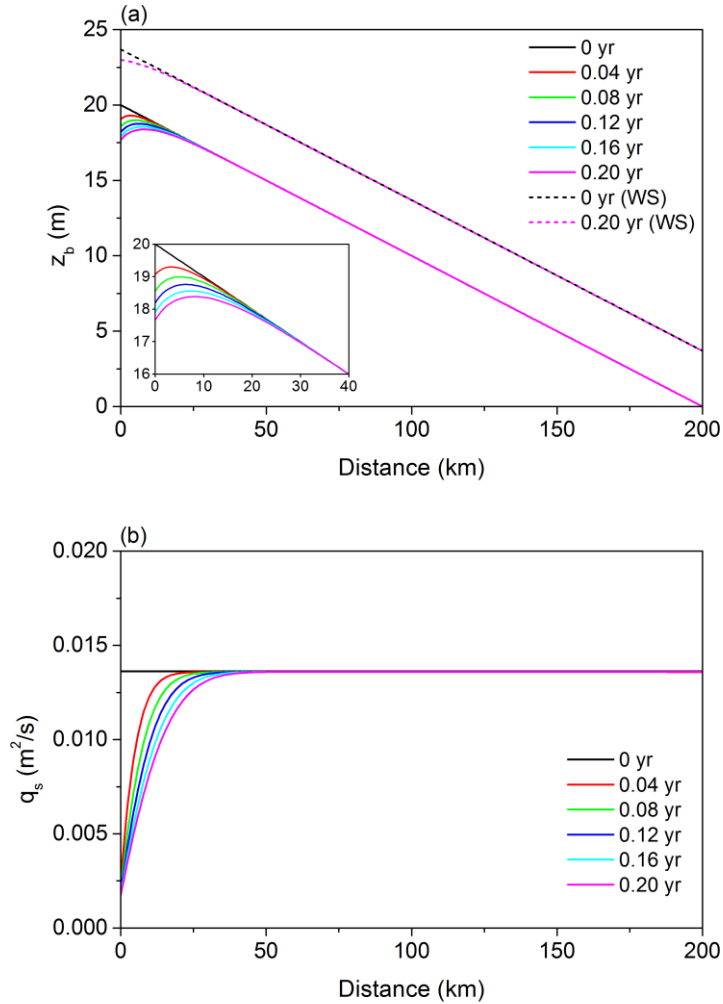 (a)
25
20
15
10
5
0
z_b (m)
0 yr
0.04 yr
0.08 yr
0.12 yr
0.16 yr
0.20 yr
0 yr (WS)
0.20 yr (WS)
20
19
18
17
16
0 10 20 30 40
0 50 100 150 200
Distance (km)
(b)
0.020
0.015
0.010
0.005
0.000
q_s (m²/s)
0 yr
0.04 yr
0.08 yr
0.12 yr
0.16 yr
0.20 yr
0 50 100 150 200
Distance (km)